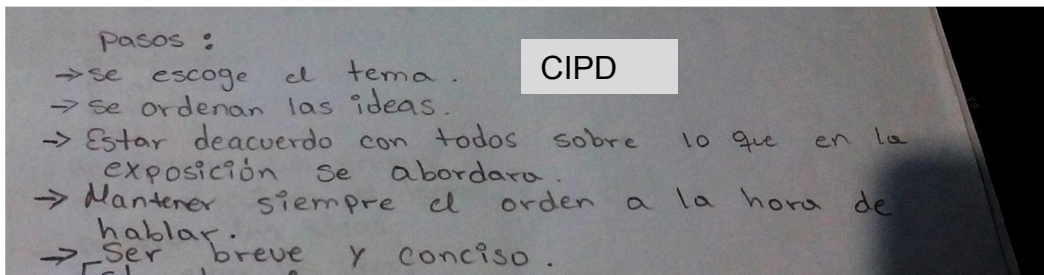 Pasos :
→ se escoge el tema.
CIPD
→ se ordenan las ideas.
→ Estar deacuerdo con todos sobre lo que en la
exposición se abordara.
→ Mantener siempre el orden a la hora de
hablar.
→ Ser breve y conciso.